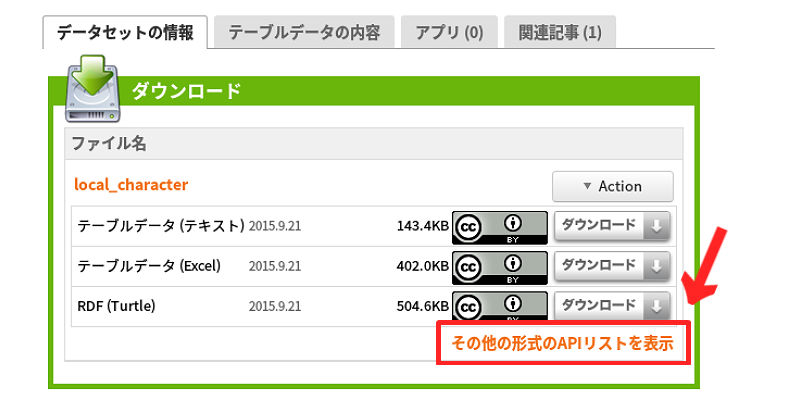 データセットの情報 テーブルデータの内容 アプリ (0) 関連記事 (1)
ダウンロード
ファイル名
local_character
▼ Action
テーブルデータ (テキスト) 2015.9.21 143.4KB cc BY ダウンロード
テーブルデータ (Excel) 2015.9.21 402.0KB cc BY ダウンロード
RDF (Turtle) 2015.9.21 504.6KB cc BY ダウンロード
その他の形式のAPIリストを表示